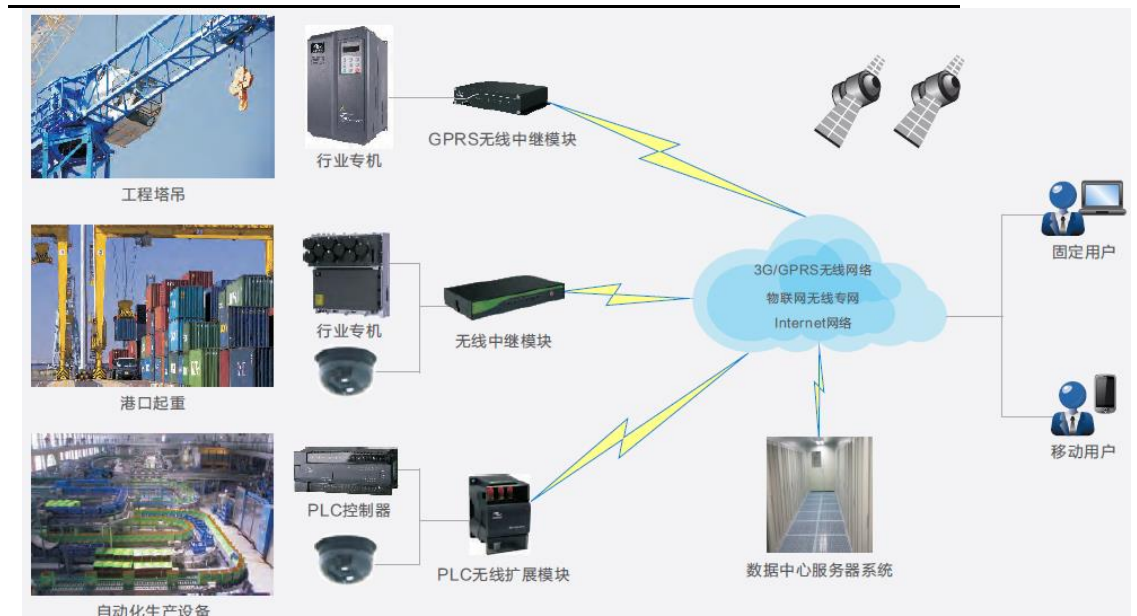 GPRS无线中继模块
行业专机
工程塔吊
固定用户
3G/GPRS无线网络
物联网无线专网
Internet网络
行业专机
无线中继模块
港口起重
移动用户
PLC控制器
PLC无线扩展模块
数据中心服务器系统
自动化生产设备